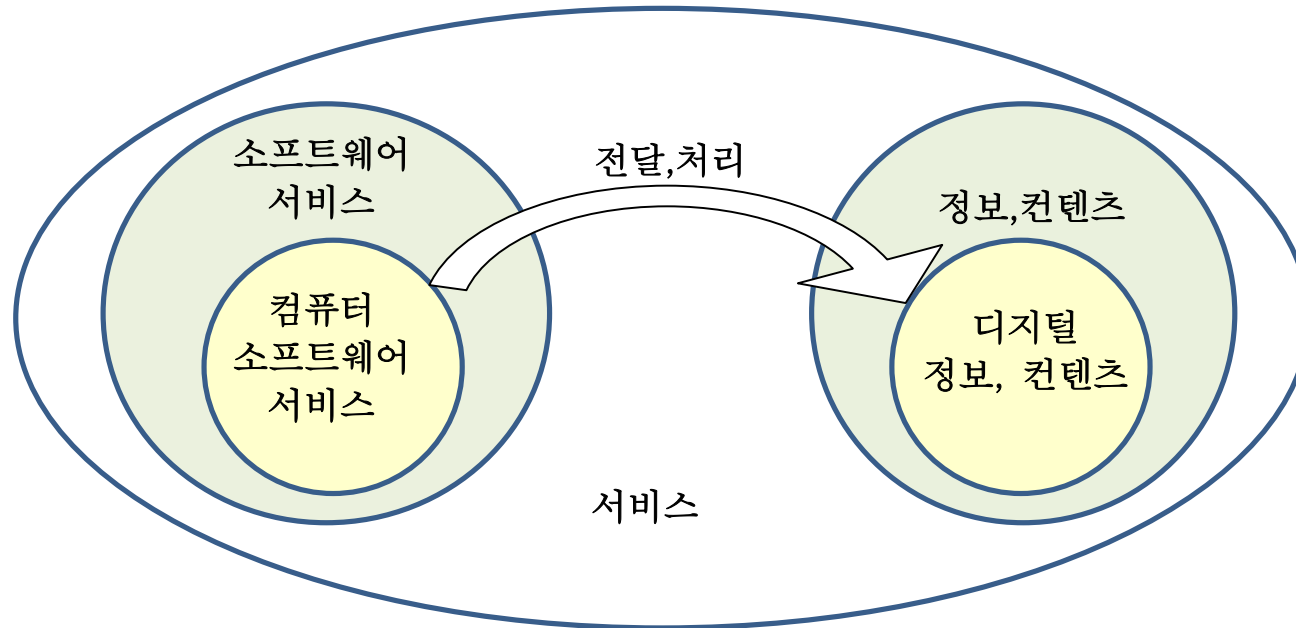 소프트웨어
서비스
컴퓨터
소프트웨어
서비스
전달,처리
정보,컨텐츠
디지털
정보, 컨텐츠
서비스